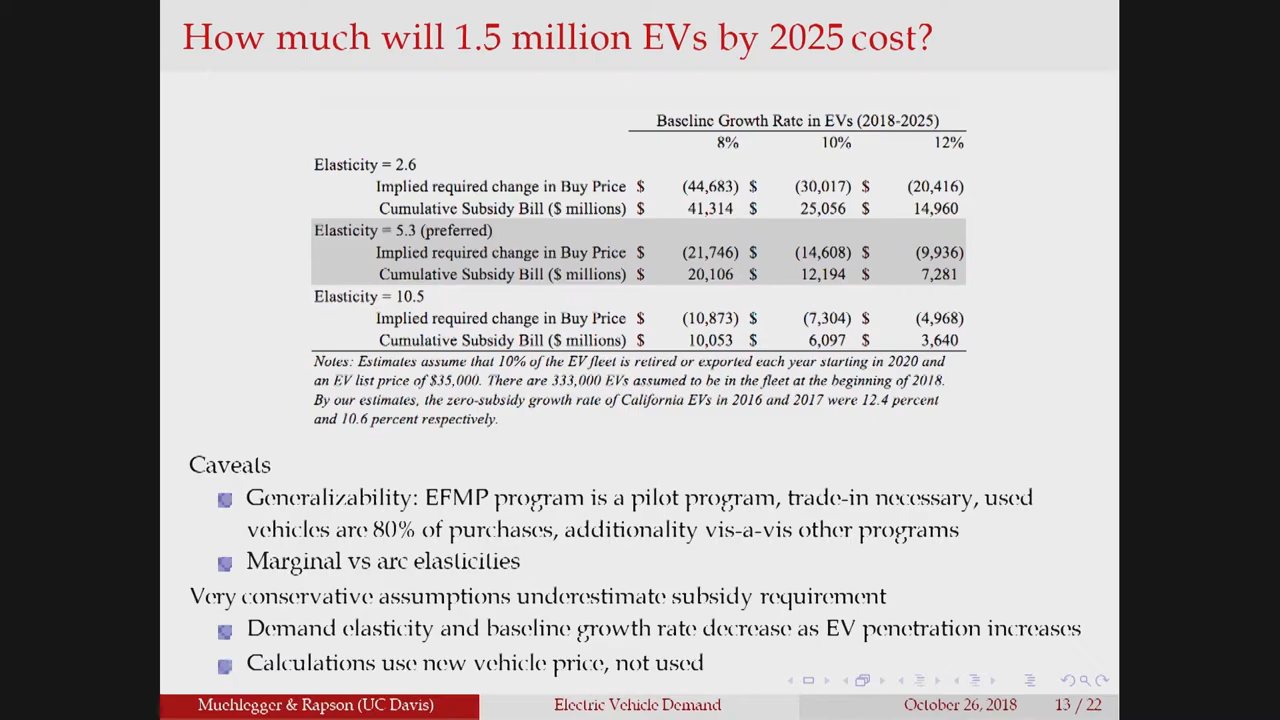 How much will 1.5 million EVs by 2025 cost?
Baseline Growth Rate in EVs (2018-2025)
8% 10% 12%
Elasticity = 2.6
Implied required change in Buy Price $ (44,683) $ (30,017) $ (20,416)
Cumulative Subsidy Bill ($ millions) $ 41,314 $ 25,056 $ 14,960
Elasticity = 5.3 (preferred)
Implied required change in Buy Price $ (21,746) $ (14,608) $ (9,936)
Cumulative Subsidy Bill ($ millions) $ 20,106 $ 12,194 $ 7,281
Elasticity = 10.5
Implied required change in Buy Price $ (10,873) $ (7,304) $ (4,968)
Cumulative Subsidy Bill ($ millions) $ 10,053 $ 6,097 $ 3,640
Notes: Estimates assume that 10% of the EV fleet is retired or exported each year starting in 2020 and
an EV list price of $35,000. There are 333,000 EVs assumed to be in the fleet at the beginning of 2018.
By our estimates, the zero-subsidy growth rate of California EVs in 2016 and 2017 were 12.4 percent
and 10.6 percent respectively.
Caveats
Generalizability: EFMP program is a pilot program, trade-in necessary, used
vehicles are 80% of purchases, additionality vis-a-vis other programs
Marginal vs arc elasticities
Very conservative assumptions underestimate subsidy requirement
Demand elasticity and baseline growth rate decrease as EV penetration increases
Calculations use new vehicle price, not used
Muehlegger & Rapson (UC Davis) Electric Vehicle Demand October 26, 2018 13 / 22